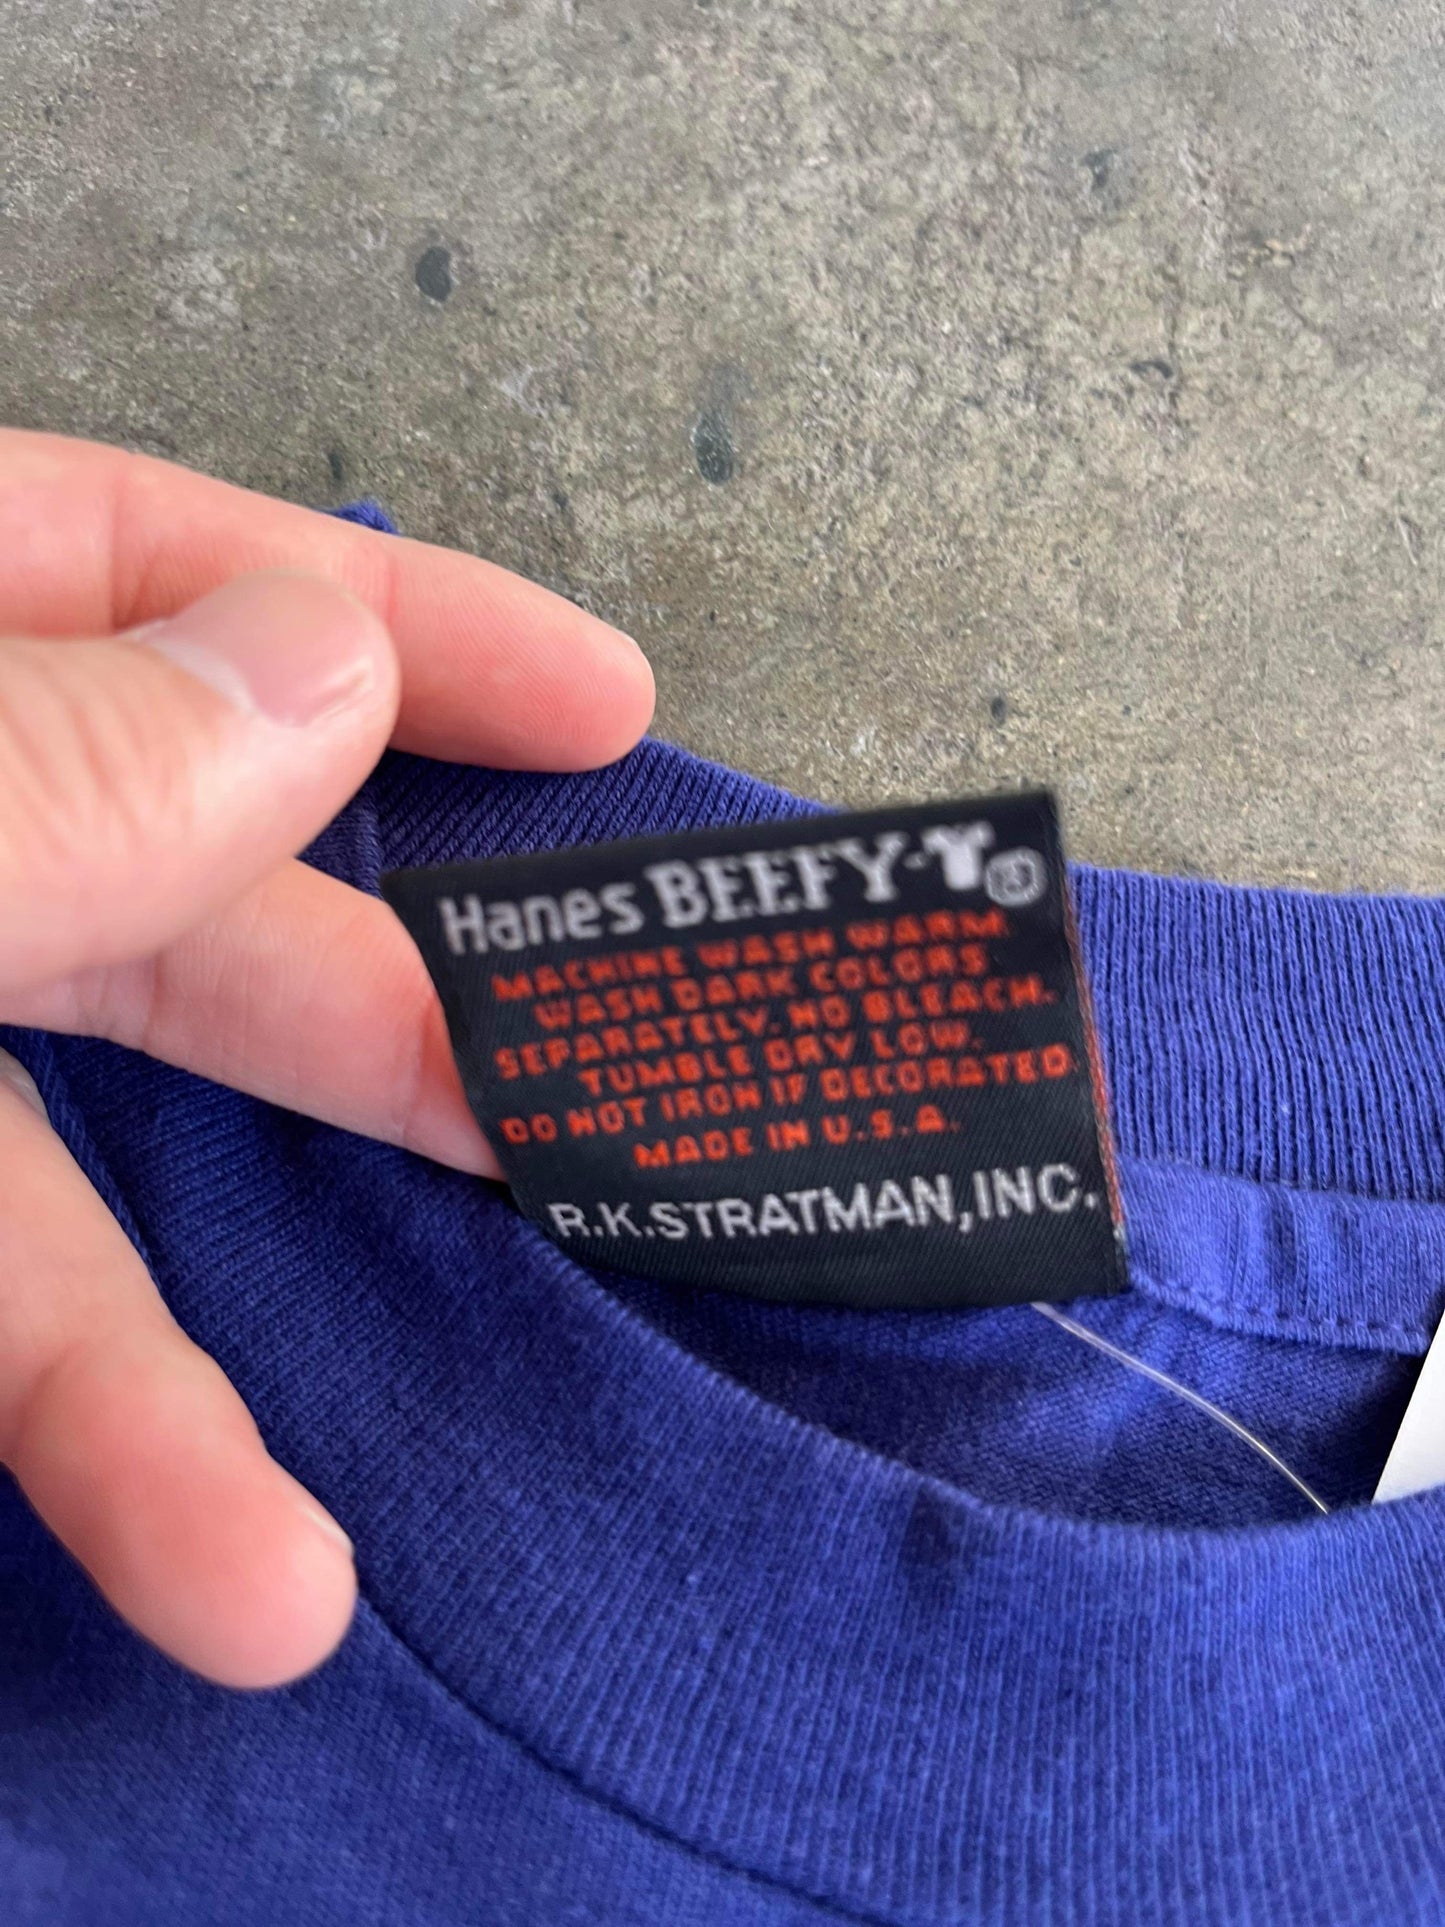 Hanes BEEFY-T®
MACHINE WASH WARM.
WASH DARK COLORS
SEPARATELY. NO BLEACH.
TUMBLE DRY LOW.
DO NOT IRON IF DECORATED
MADE IN U.S.A.
R.K.STRATMAN,INC.